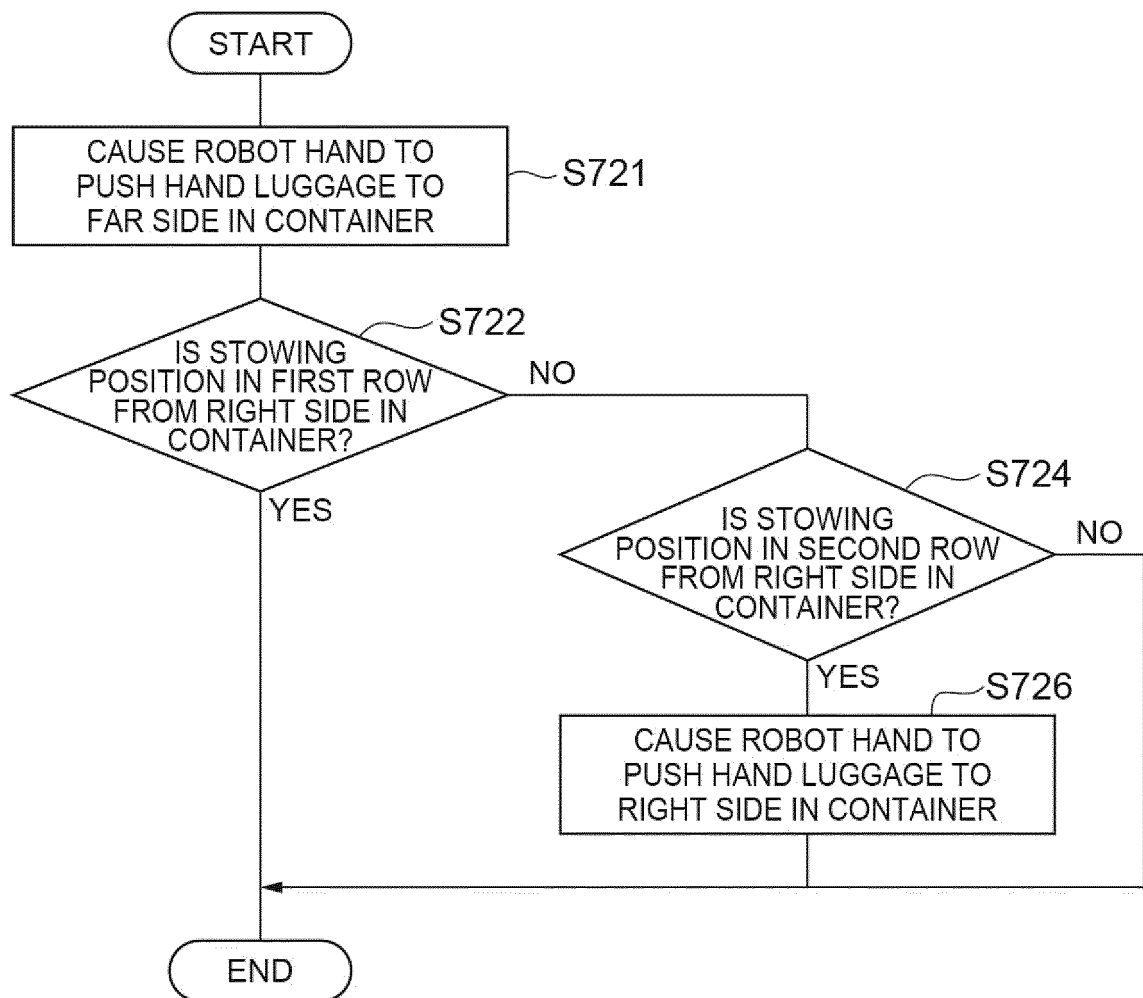 START
CAUSE ROBOT HAND TO
PUSH HAND LUGGAGE TO
FAR SIDE IN CONTAINER
S721
S722
IS STOWING
POSITION IN FIRST ROW
FROM RIGHT SIDE IN
CONTAINER?
NO
YES
S724
IS STOWING
POSITION IN SECOND ROW
FROM RIGHT SIDE IN
CONTAINER?
NO
YES
S726
CAUSE ROBOT HAND TO
PUSH HAND LUGGAGE TO
RIGHT SIDE IN CONTAINER
END